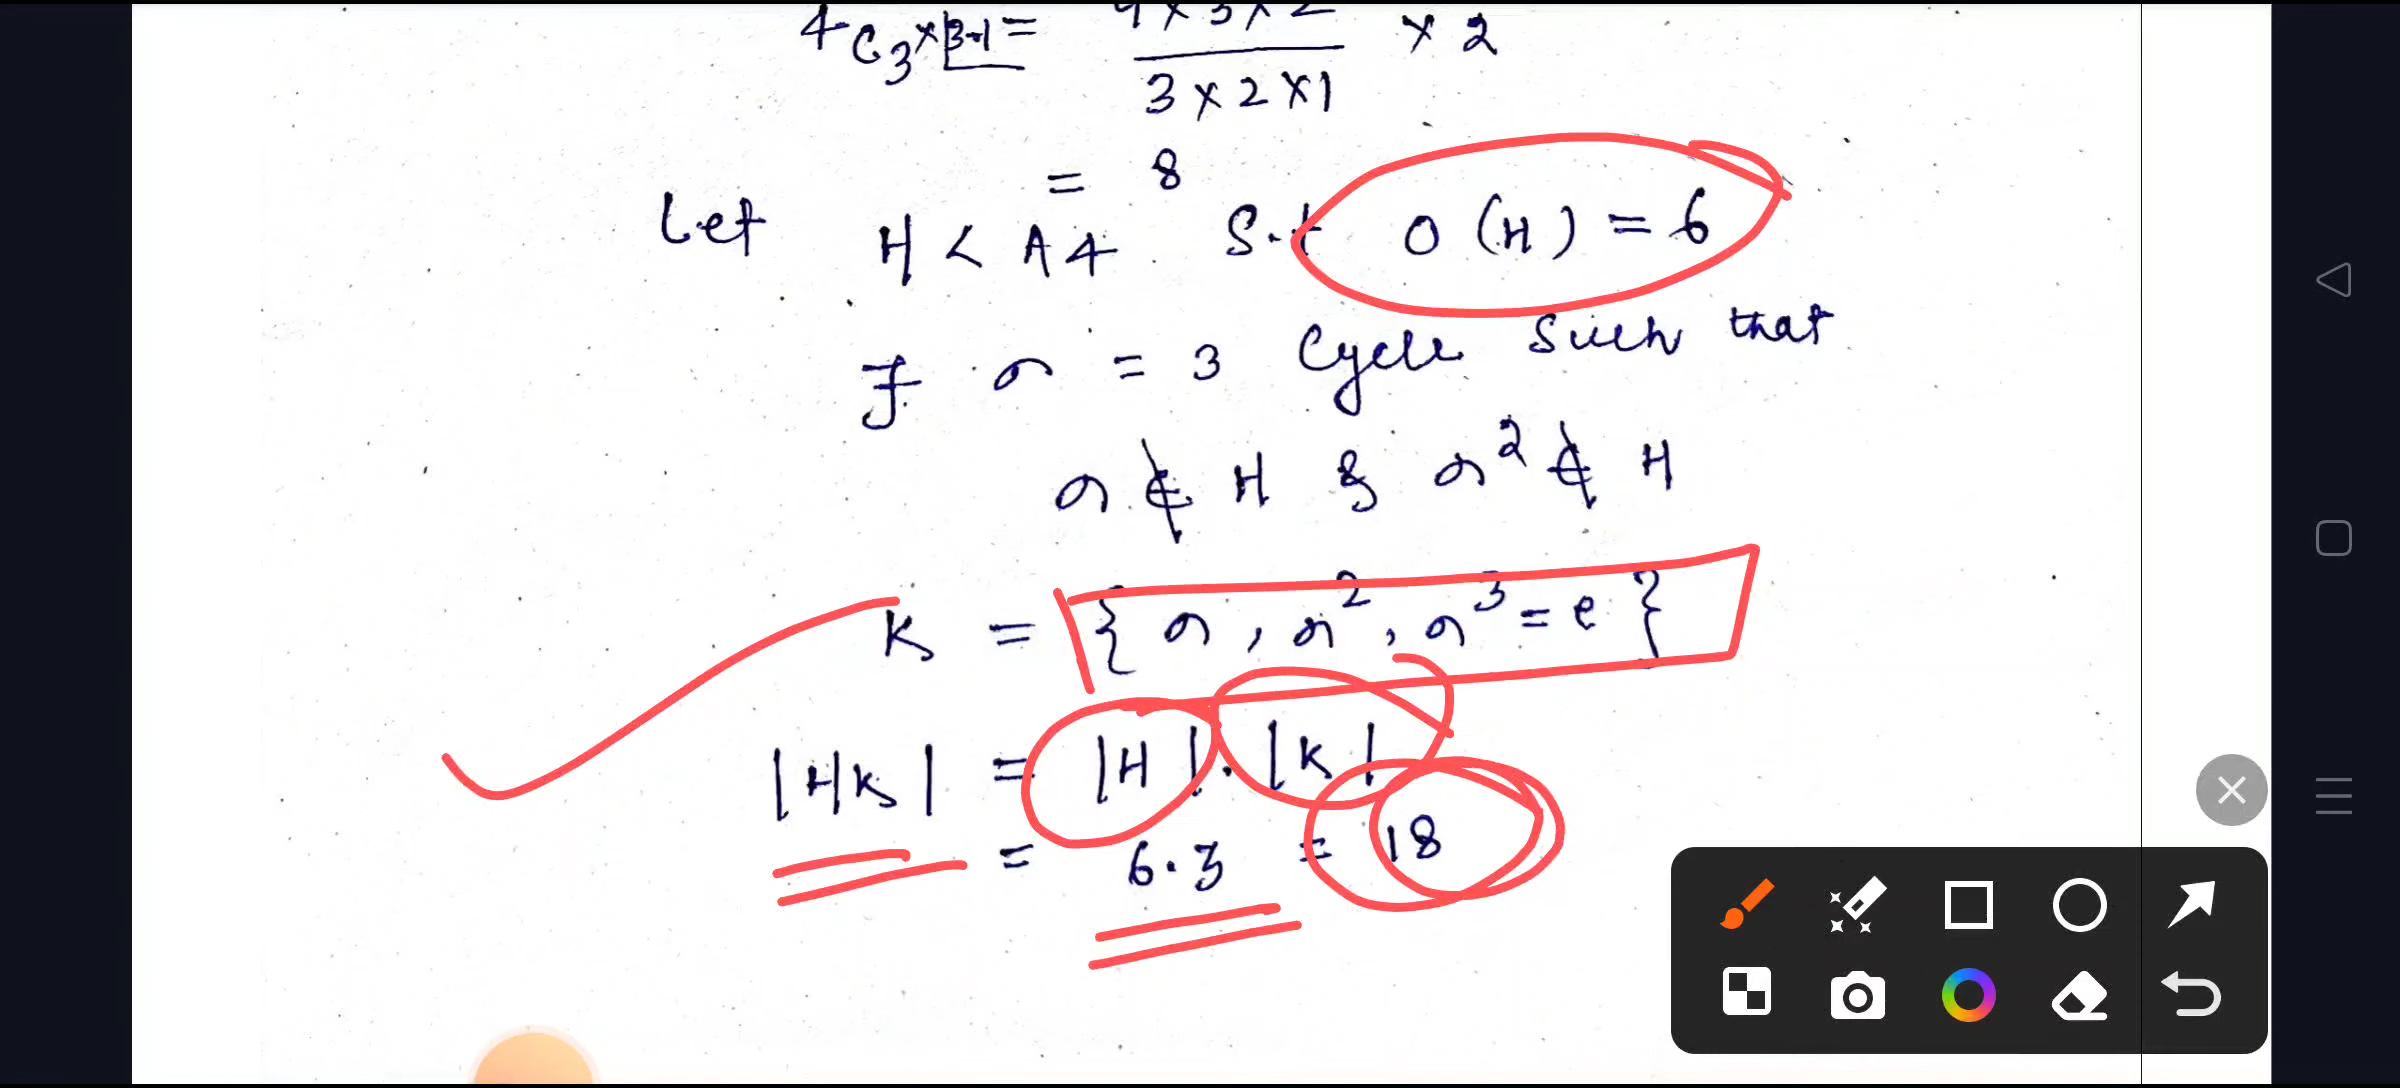 4C3 × |3-1 = 4×3×2 / 3×2×1 × 2
= 8
Let H < A4 S.t O(H) = 6
∃ σ = 3 Cycle Such that
σ ∉ H & σ² ∉ H
K = {σ, σ², σ³ = e}
|HK| = |H|.|K|
= 6.3 = 18